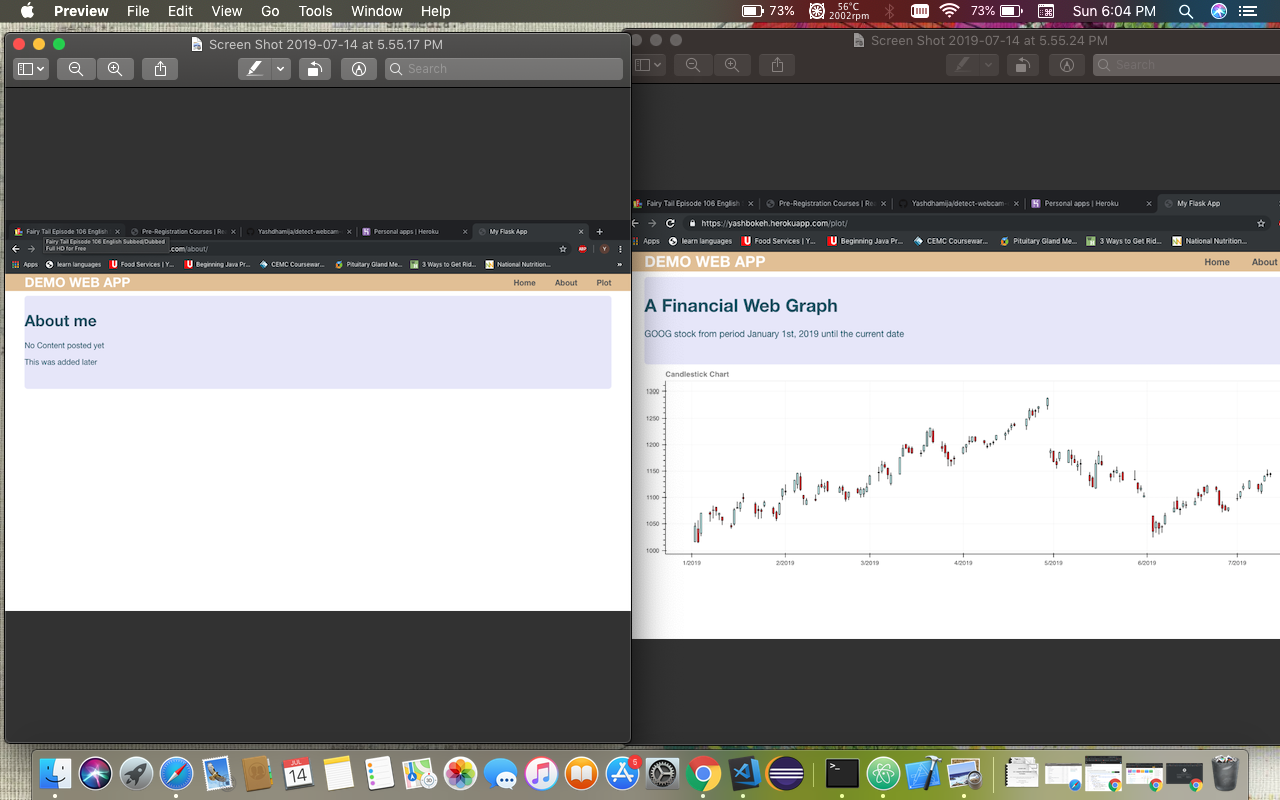 Preview File Edit View Go Tools Window Help 73% 56°C 2002rpm 73% Sun 6:04 PM
Screen Shot 2019-07-14 at 5.55.17 PM
Search
Fairy Tail Episode 106 English Pre-Registration Courses | Re Yashdhamija/detect-webcam- Personal apps | Heroku My Flask App
Fairy Tail Episode 106 English Subbed/Dubbed
Full HD for Free
.com/about/
Apps learn languages Food Services | Y... Beginning Java Pr... CEMC Coursewar... Pituitary Gland Me... 3 Ways to Get Rid... National Nutrition... »
DEMO WEB APP Home About Plot
About me
No Content posted yet
This was added later
Screen Shot 2019-07-14 at 5.55.24 PM
Search
Fairy Tail Episode 106 English Pre-Registration Courses | Re Yashdhamija/detect-webcam- Personal apps | Heroku My Flask App
https://yashbokeh.herokuapp.com/plot/
Apps learn languages Food Services | Y... Beginning Java Pr... CEMC Coursewar... Pituitary Gland Me... 3 Ways to Get Rid... National Nutrition...
DEMO WEB APP Home About
A Financial Web Graph
GOOG stock from period January 1st, 2019 until the current date
Candlestick Chart
1300
1250
1200
1150
1100
1050
1000
1/2019 2/2019 3/2019 4/2019 5/2019 6/2019 7/2019
JUL
14
6